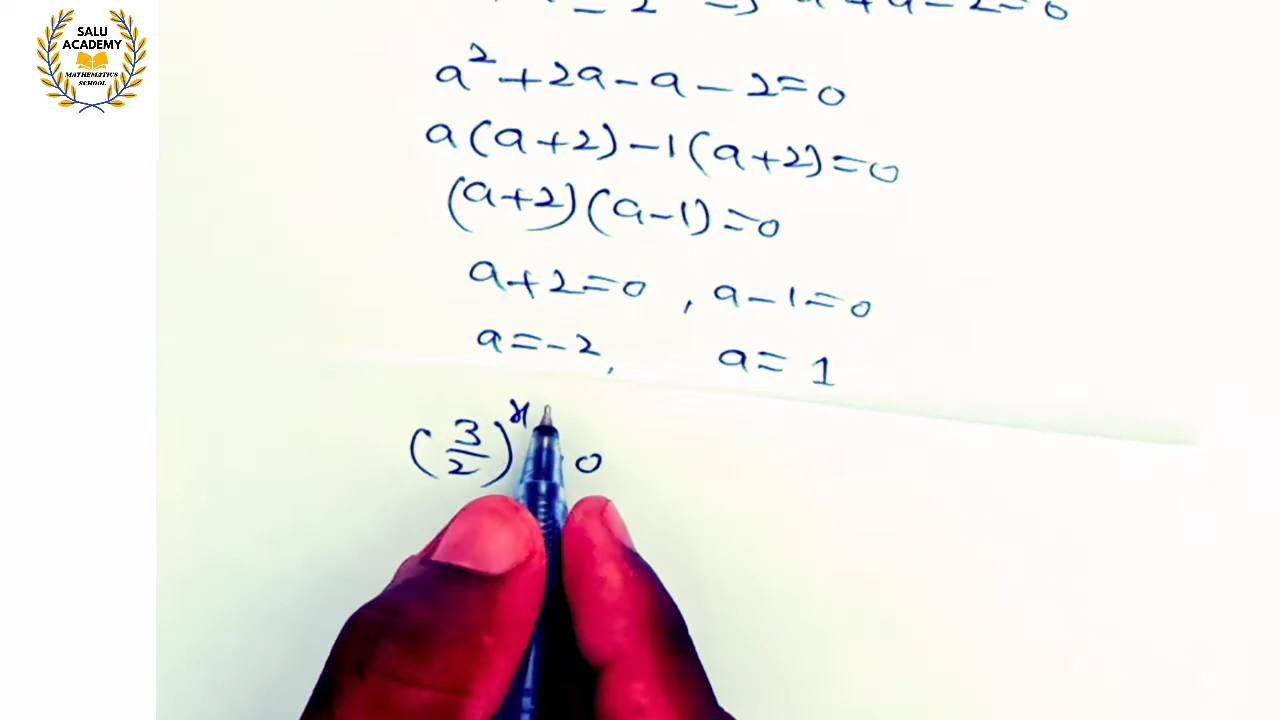 SALU
ACADEMY
MATHEMATICS
SCHOOL
a² + 2a - a - 2 = 0
a(a+2) - 1(a+2) = 0
(a+2)(a-1) = 0
a+2=0 , a-1=0
a=-2, a=1
(3/2)^x 0